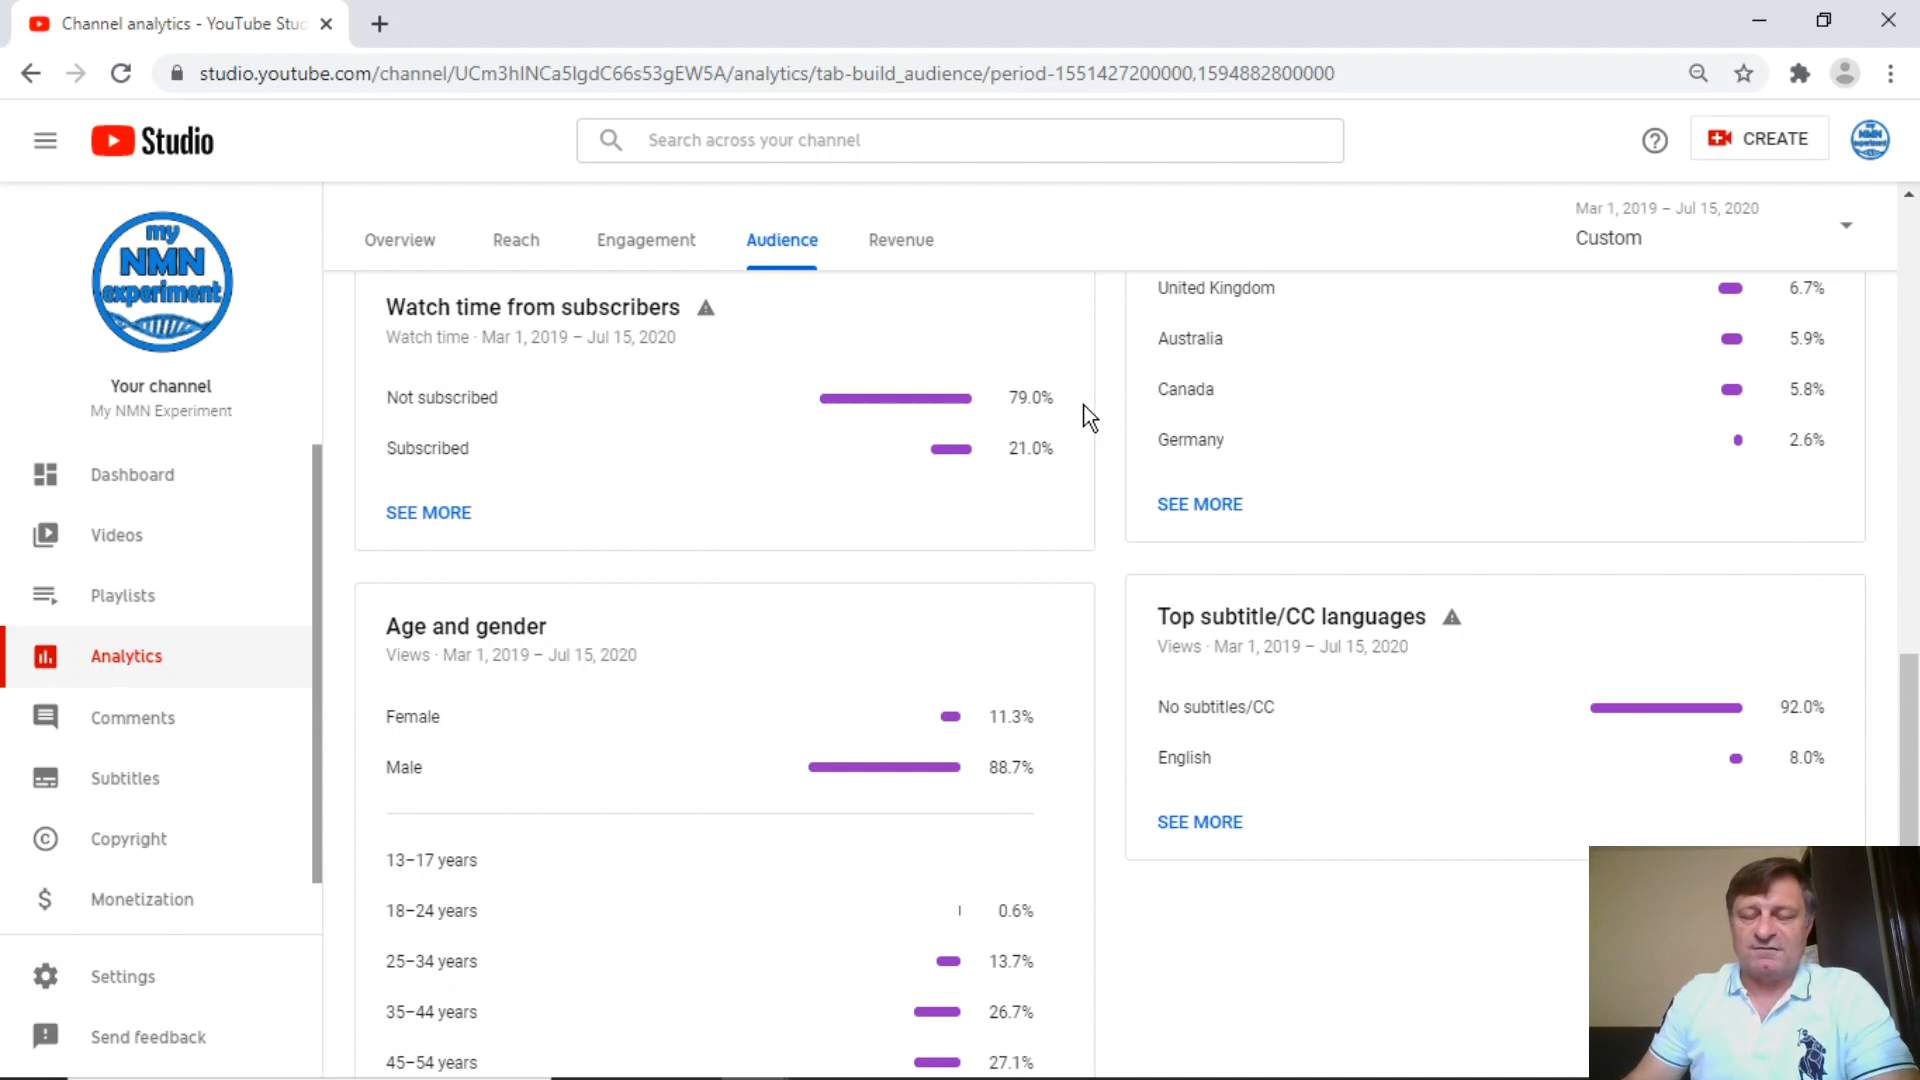 Channel analytics - YouTube Stud
studio.youtube.com/channel/UCm3hINCa5IgdC66s53gEW5A/analytics/tab-build_audience/period-1551427200000,1594882800000
Studio
Search across your channel
CREATE
my
NMN
experiment
my
NMN
experiment
Your channel
My NMN Experiment
Dashboard
Videos
Playlists
Analytics
Comments
Subtitles
Copyright
Monetization
Settings
Send feedback
Overview
Reach
Engagement
Audience
Revenue
Mar 1, 2019 – Jul 15, 2020
Custom
Watch time from subscribers
Watch time · Mar 1, 2019 – Jul 15, 2020
Not subscribed 79.0%
Subscribed 21.0%
SEE MORE
Age and gender
Views · Mar 1, 2019 – Jul 15, 2020
Female 11.3%
Male 88.7%
13–17 years
18–24 years 0.6%
25–34 years 13.7%
35–44 years 26.7%
45–54 years 27.1%
United Kingdom 6.7%
Australia 5.9%
Canada 5.8%
Germany 2.6%
SEE MORE
Top subtitle/CC languages
Views · Mar 1, 2019 – Jul 15, 2020
No subtitles/CC 92.0%
English 8.0%
SEE MORE